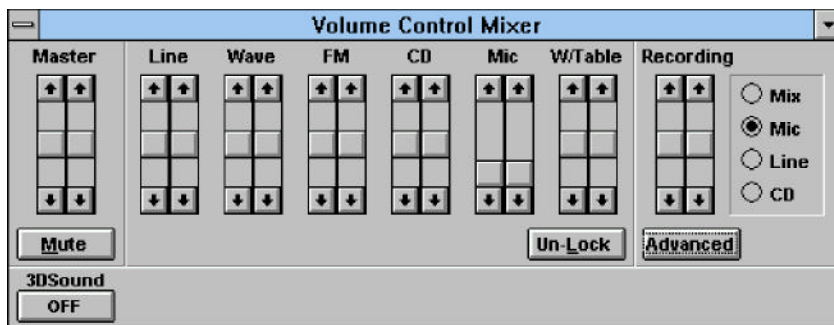 Volume Control Mixer
Master Line Wave FM CD Mic W/Table Recording
Mix
Mic
Line
CD
Mute Un-Lock Advanced
3DSound
OFF